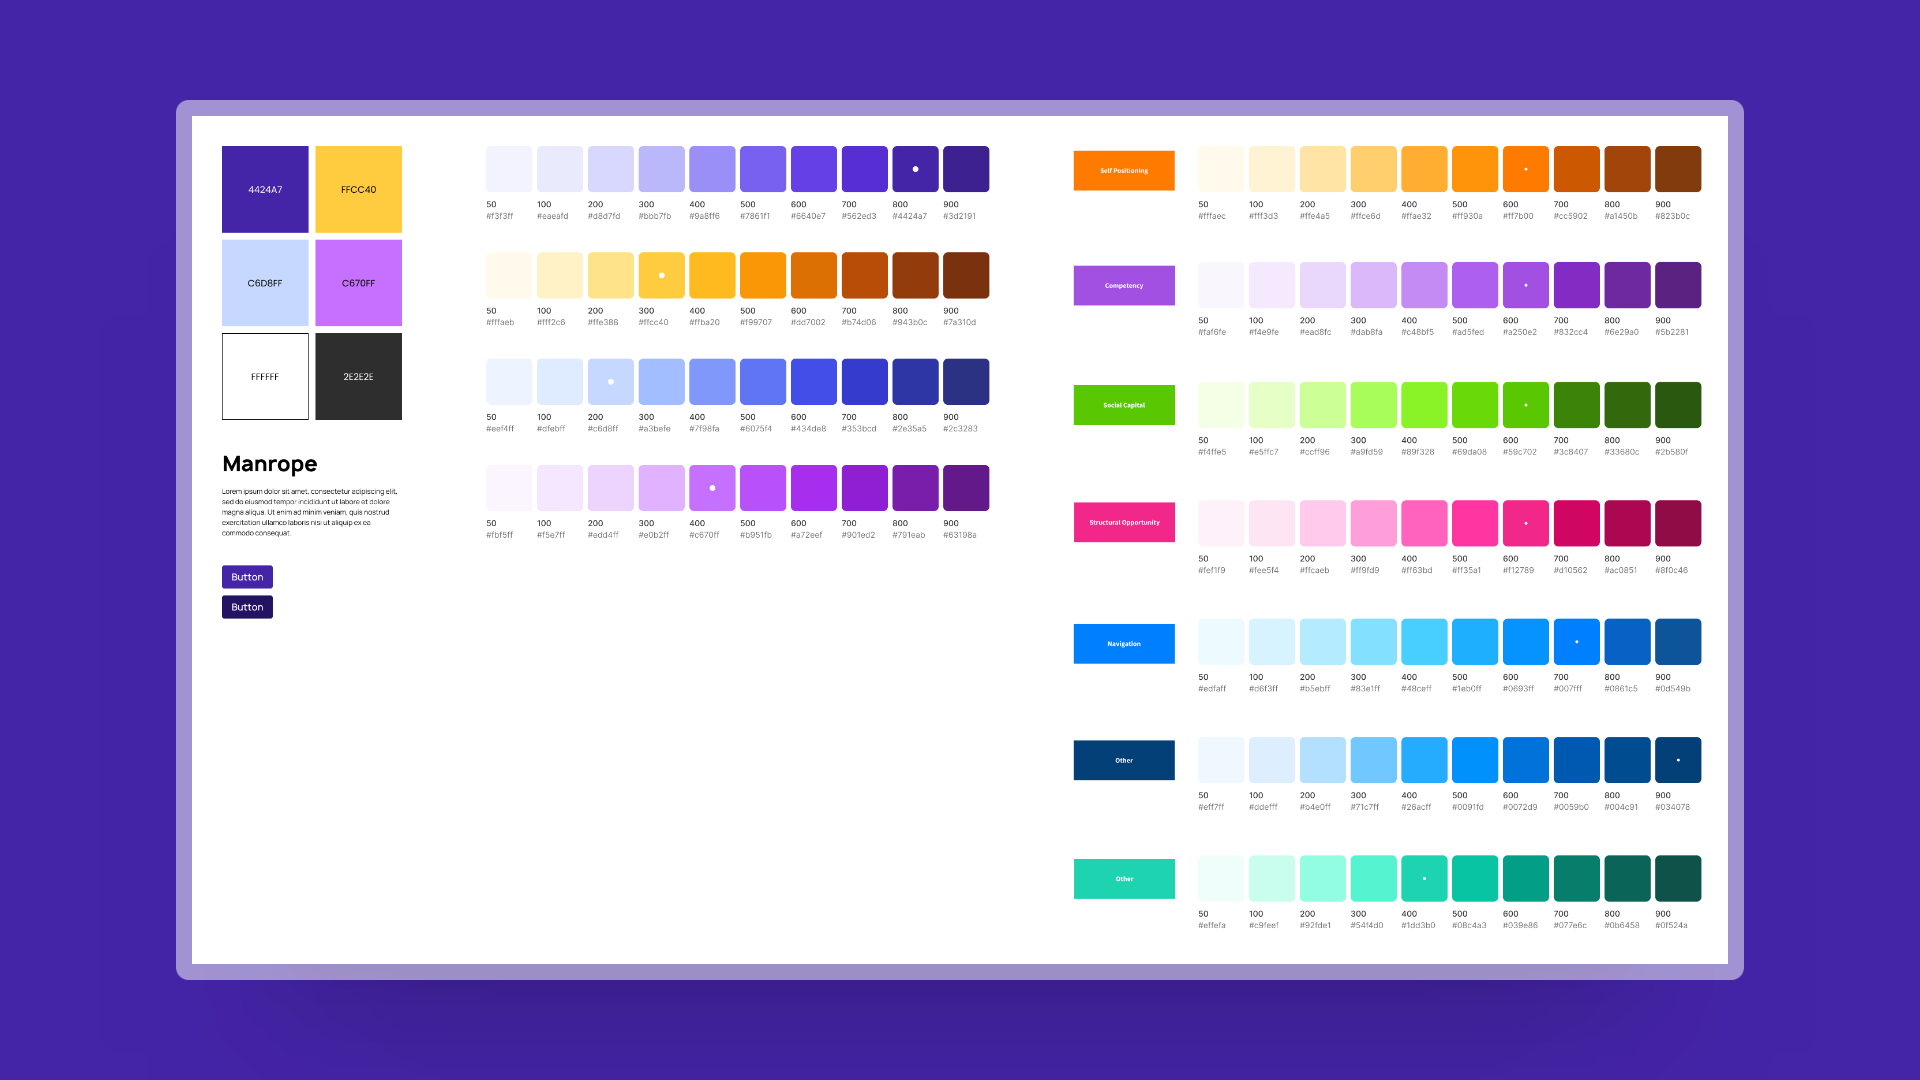 4424A7
FFCC40
C6D8FF
C670FF
FFFFFF
2E2E2E
Manrope
Lorem ipsum dolor sit amet, consectetur adipiscing elit,
sed do eiusmod tempor incididunt ut labore et dolore
magna aliqua. Ut enim ad minim veniam, quis nostrud
exercitation ullamco laboris nisi ut aliquip ex ea
commodo consequat.
Button
Button
50 100 200 300 400 500 600 700 800 900
#f3f3ff #eaeafd #d8d7fd #bbb7fb #9a8ff6 #7861f1 #6640e7 #562ed3 #4424a7 #3d2191
50 100 200 300 400 500 600 700 800 900
#fffaeb #fff2c6 #ffe386 #ffcc40 #ffba20 #f99707 #dd7002 #b74d06 #943b0c #7a310d
50 100 200 300 400 500 600 700 800 900
#eef4ff #dfebff #c6d8ff #a3befe #7f98fa #6075f4 #434de8 #353bcd #2e35a5 #2c3283
50 100 200 300 400 500 600 700 800 900
#fbf5ff #f5e7ff #edd4ff #e0b2ff #c670ff #b951fb #a72eef #901ed2 #791eab #63198a
Self Positioning
50 100 200 300 400 500 600 700 800 900
#fffaec #fff3d3 #ffe4a5 #ffce6d #ffae32 #ff930a #ff7b00 #cc5902 #a1450b #823b0c
Competency
50 100 200 300 400 500 600 700 800 900
#faf6fe #f4e9fe #ead8fc #dab8fa #c48bf5 #ad5fed #a250e2 #832cc4 #6e29a0 #5b2281
Social Capital
50 100 200 300 400 500 600 700 800 900
#f4ffe5 #e5ffc7 #ccff96 #a9fd59 #89f328 #69da08 #59c702 #3c8407 #33680c #2b580f
Structural Opportunity
50 100 200 300 400 500 600 700 800 900
#fef1f9 #fee5f4 #ffcaeb #ff9fd9 #ff63bd #ff35a1 #f12789 #d10562 #ac0851 #8f0c46
Navigation
50 100 200 300 400 500 600 700 800 900
#edfaff #d6f3ff #b5ebff #83e1ff #48ceff #1eb0ff #0693ff #007fff #0861c5 #0d549b
Other
50 100 200 300 400 500 600 700 800 900
#eff7ff #ddefff #b4e0ff #71c7ff #26acff #0091fd #0072d9 #0059b0 #004c91 #034078
Other
50 100 200 300 400 500 600 700 800 900
#effefa #c9feef #92fde1 #54f4d0 #1dd3b0 #08c4a3 #039e86 #077e6c #0b6458 #0f524a